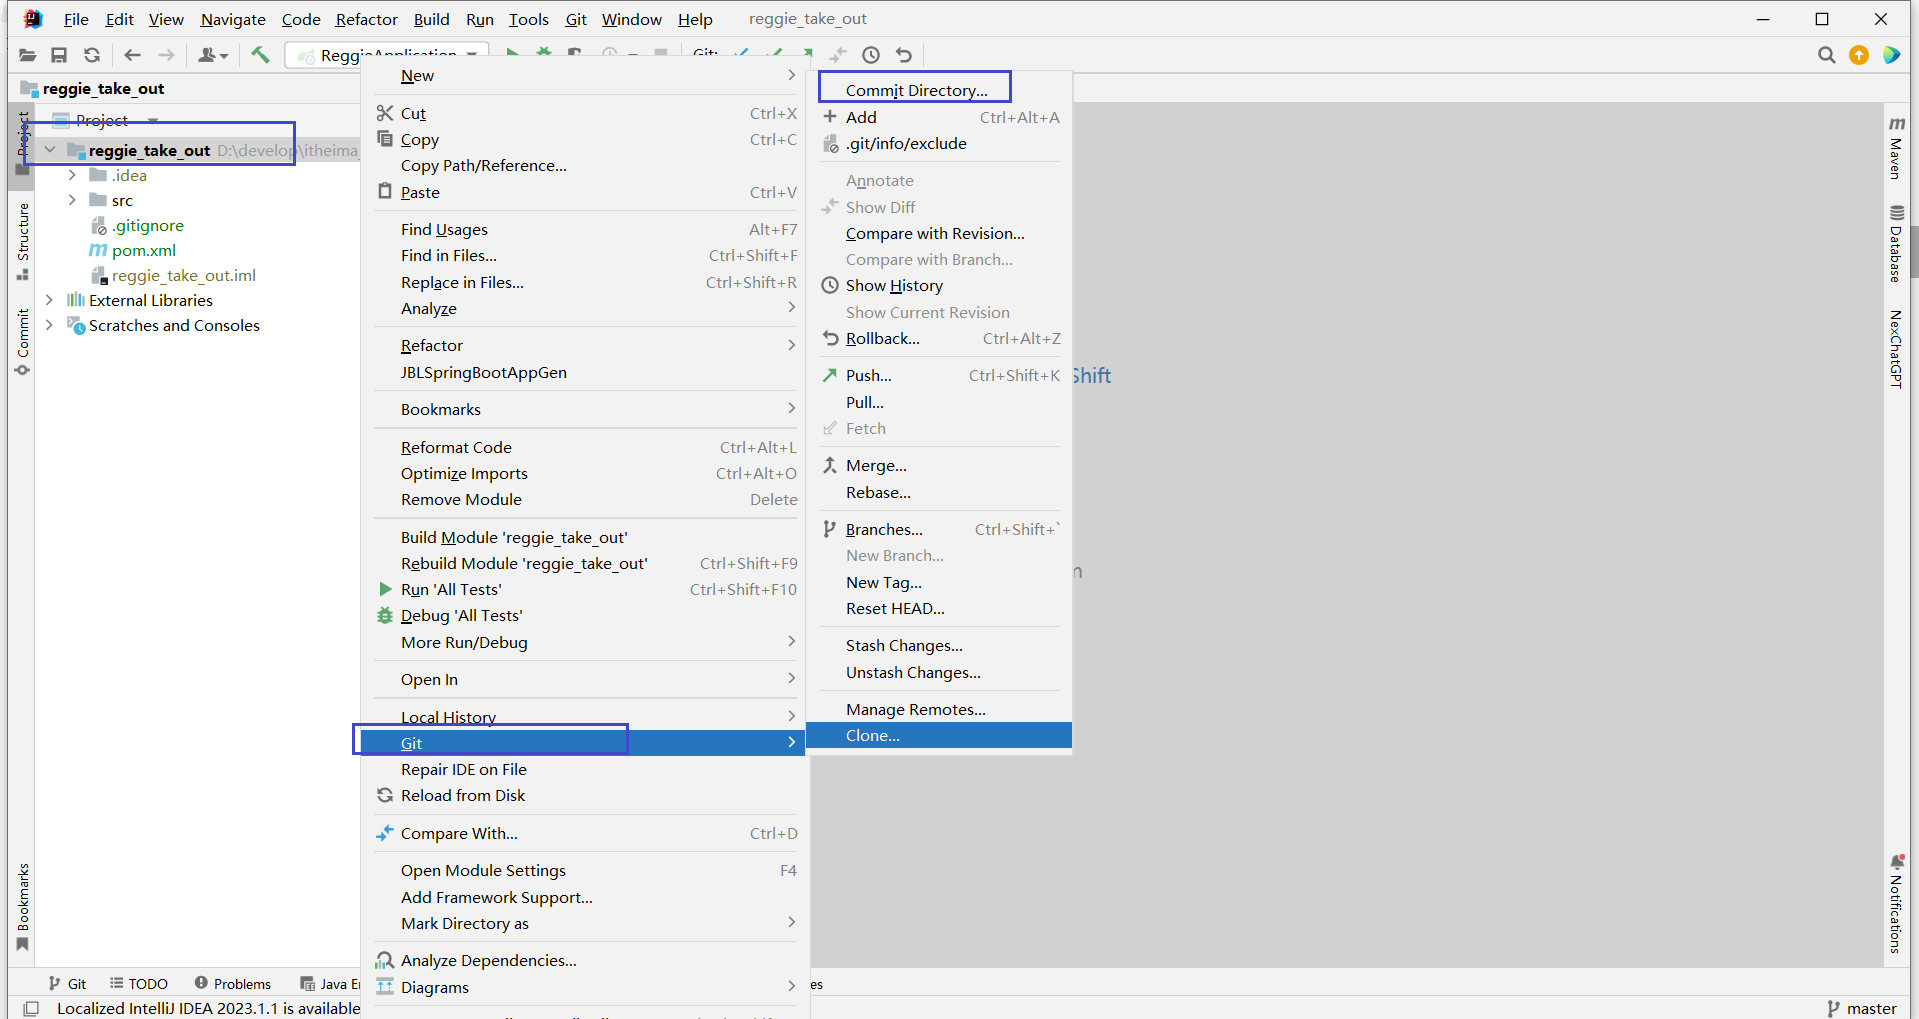 File Edit View Navigate Code Refactor Build Run Tools Git Window Help reggie_take_out
ReggieApplication Git:
reggie_take_out
Project
reggie_take_out D:\develop\itheima_
.idea
src
.gitignore
pom.xml
reggie_take_out.iml
External Libraries
Scratches and Consoles
Project
Structure
Commit
Bookmarks
New
Cut Ctrl+X
Copy Ctrl+C
Copy Path/Reference...
Paste Ctrl+V
Find Usages Alt+F7
Find in Files... Ctrl+Shift+F
Replace in Files... Ctrl+Shift+R
Analyze
Refactor
JBLSpringBootAppGen
Bookmarks
Reformat Code Ctrl+Alt+L
Optimize Imports Ctrl+Alt+O
Remove Module Delete
Build Module 'reggie_take_out'
Rebuild Module 'reggie_take_out' Ctrl+Shift+F9
Run 'All Tests' Ctrl+Shift+F10
Debug 'All Tests'
More Run/Debug
Open In
Local History
Git
Repair IDE on File
Reload from Disk
Compare With... Ctrl+D
Open Module Settings F4
Add Framework Support...
Mark Directory as
Analyze Dependencies...
Diagrams
Commit Directory...
Add Ctrl+Alt+A
.git/info/exclude
Annotate
Show Diff
Compare with Revision...
Compare with Branch...
Show History
Show Current Revision
Rollback... Ctrl+Alt+Z
Push... Ctrl+Shift+K
Pull...
Fetch
Merge...
Rebase...
Branches... Ctrl+Shift+`
New Branch...
New Tag...
Reset HEAD...
Stash Changes...
Unstash Changes...
Manage Remotes...
Clone...
Shift
Maven
Database
NexChatGPT
Notifications
Git TODO Problems Java En
es
Localized IntelliJ IDEA 2023.1.1 is available
master